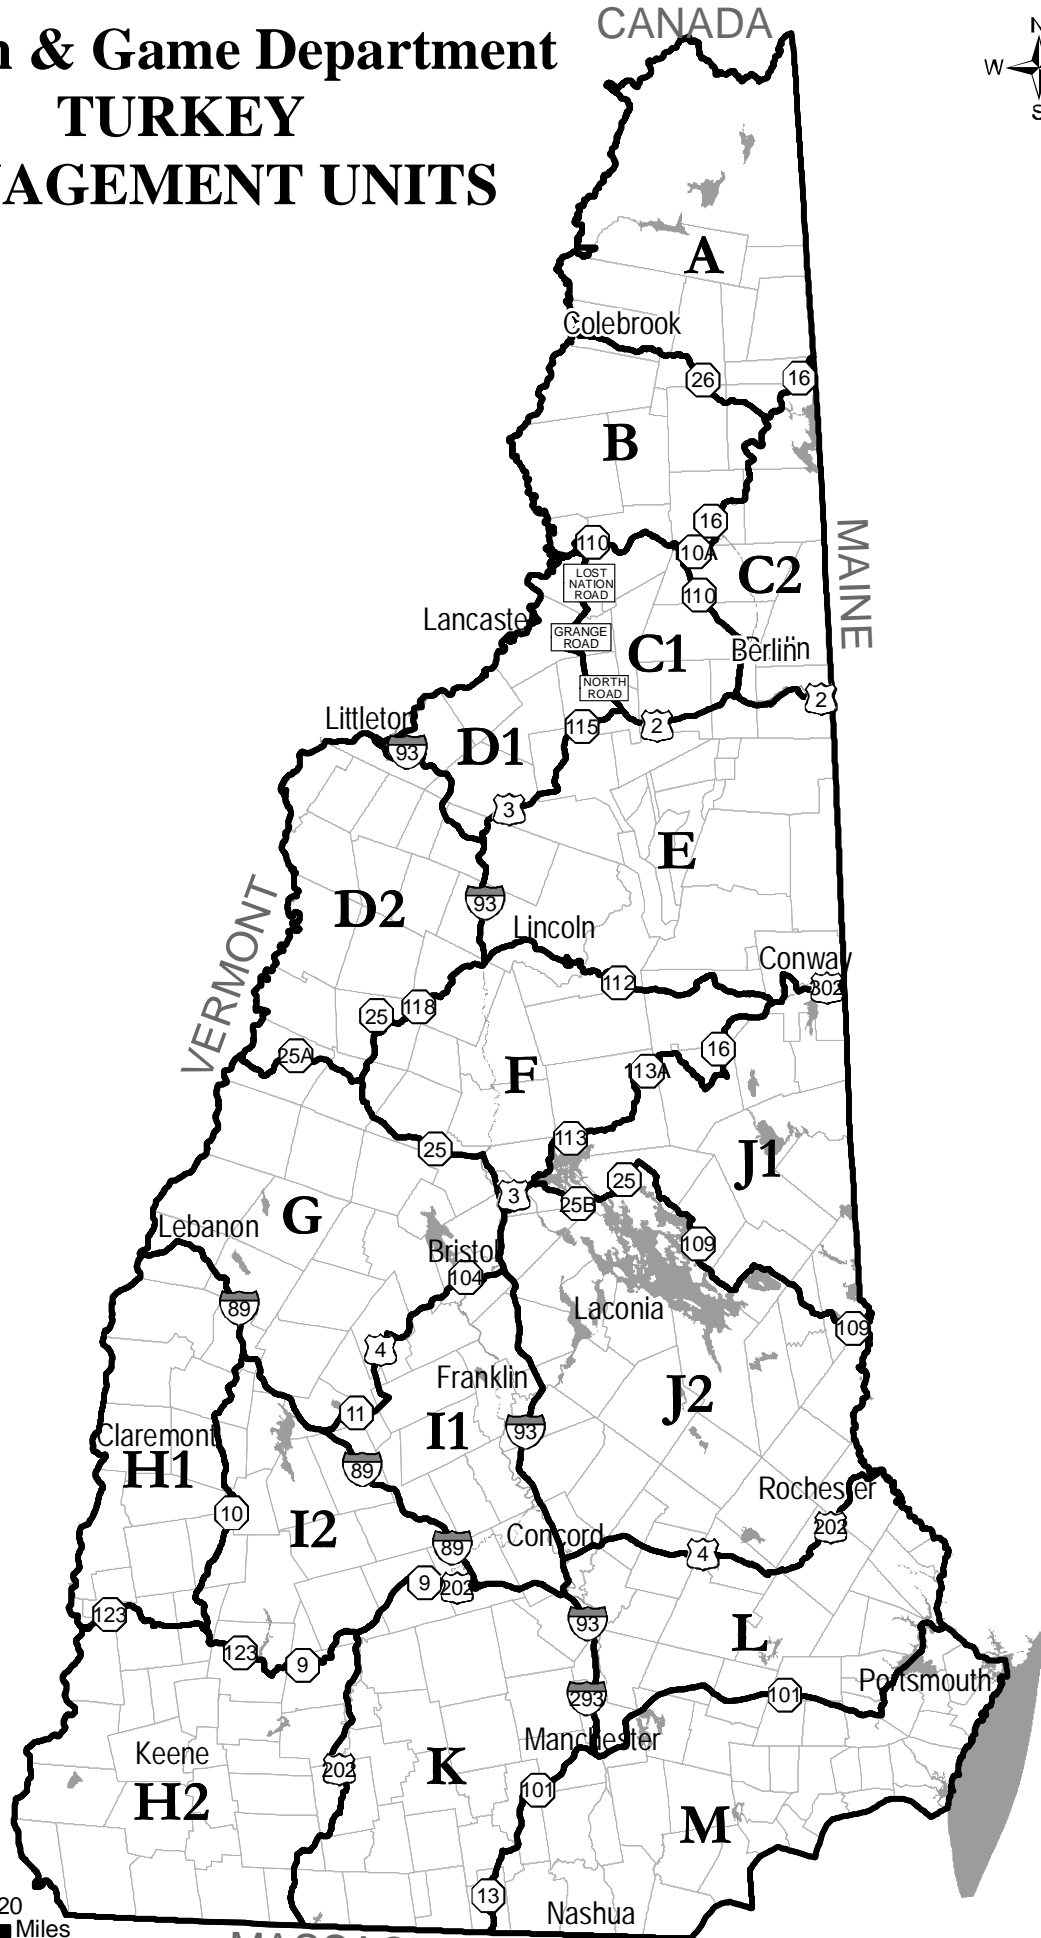 CANADA
& Game Department
TURKEY
UNITS
N
W
S
A
Colebrook
26
16
B
16
110
10A
LOST
NATION
ROAD
110
C2
MAINE
GRANGE
ROAD
C1
Berlin
NORTH
ROAD
2
115
2
Littleton
93
D1
3
E
D2
93
Lincoln
VERMONT
Conway
302
112
25
118
25A
16
113A
F
113
25
J1
3
25B
25
G
Lebanon
Bristol
104
109
89
Laconia
109
4
Franklin
J2
11
I1
93
Claremont
H1
89
10
Rochester
202
I2
Concord
89
4
9
202
123
93
L
123
9
Portsmouth
293
101
Manchester
Keene
202
K
101
H2
M
13
Nashua
20
Miles